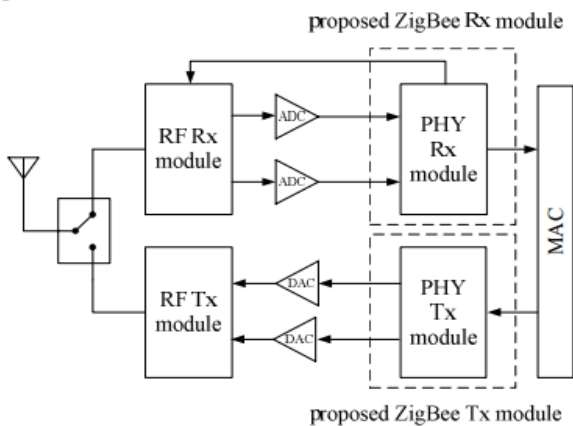 proposed ZigBee Rx module
RF Rx
module
ADC
ADC
PHY
Rx
module
MAC
RF Tx
module
DAC
DAC
PHY
Tx
module
proposed ZigBee Tx module